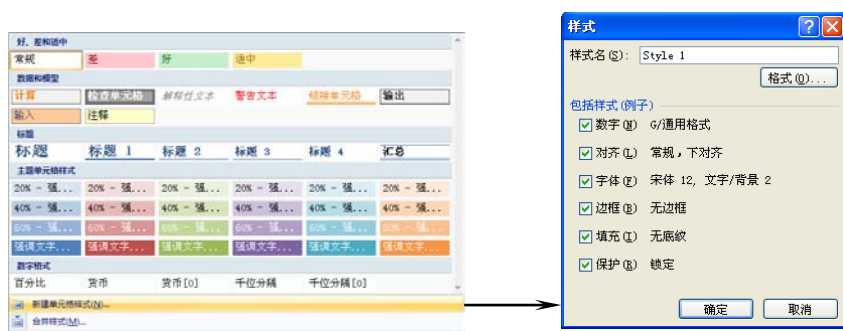 好、差和适中
常规 差 好 适中
数据和模型
计算 检查单元格 解释性文本 警告文本 链接单元格 输出
输入 注释
标题
标题 标题 1 标题 2 标题 3 标题 4 汇总
主题单元格样式
20% - 强... 20% - 强... 20% - 强... 20% - 强... 20% - 强... 20% - 强...
40% - 强... 40% - 强... 40% - 强... 40% - 强... 40% - 强... 40% - 强...
60% - 强... 60% - 强... 60% - 强... 60% - 强... 60% - 强... 60% - 强...
强调文字... 强调文字... 强调文字... 强调文字... 强调文字... 强调文字...
数字格式
百分比 货币 货币[0] 千位分隔 千位分隔[0]
新建单元格样式(N)...
合并样式(M)...
样式
样式名(S): Style 1
格式(O)...
包括样式(例子)
数字(N) G/通用格式
对齐(L) 常规，下对齐
字体(F) 宋体 12, 文字/背景 2
边框(B) 无边框
填充(I) 无底纹
保护(R) 锁定
确定 取消